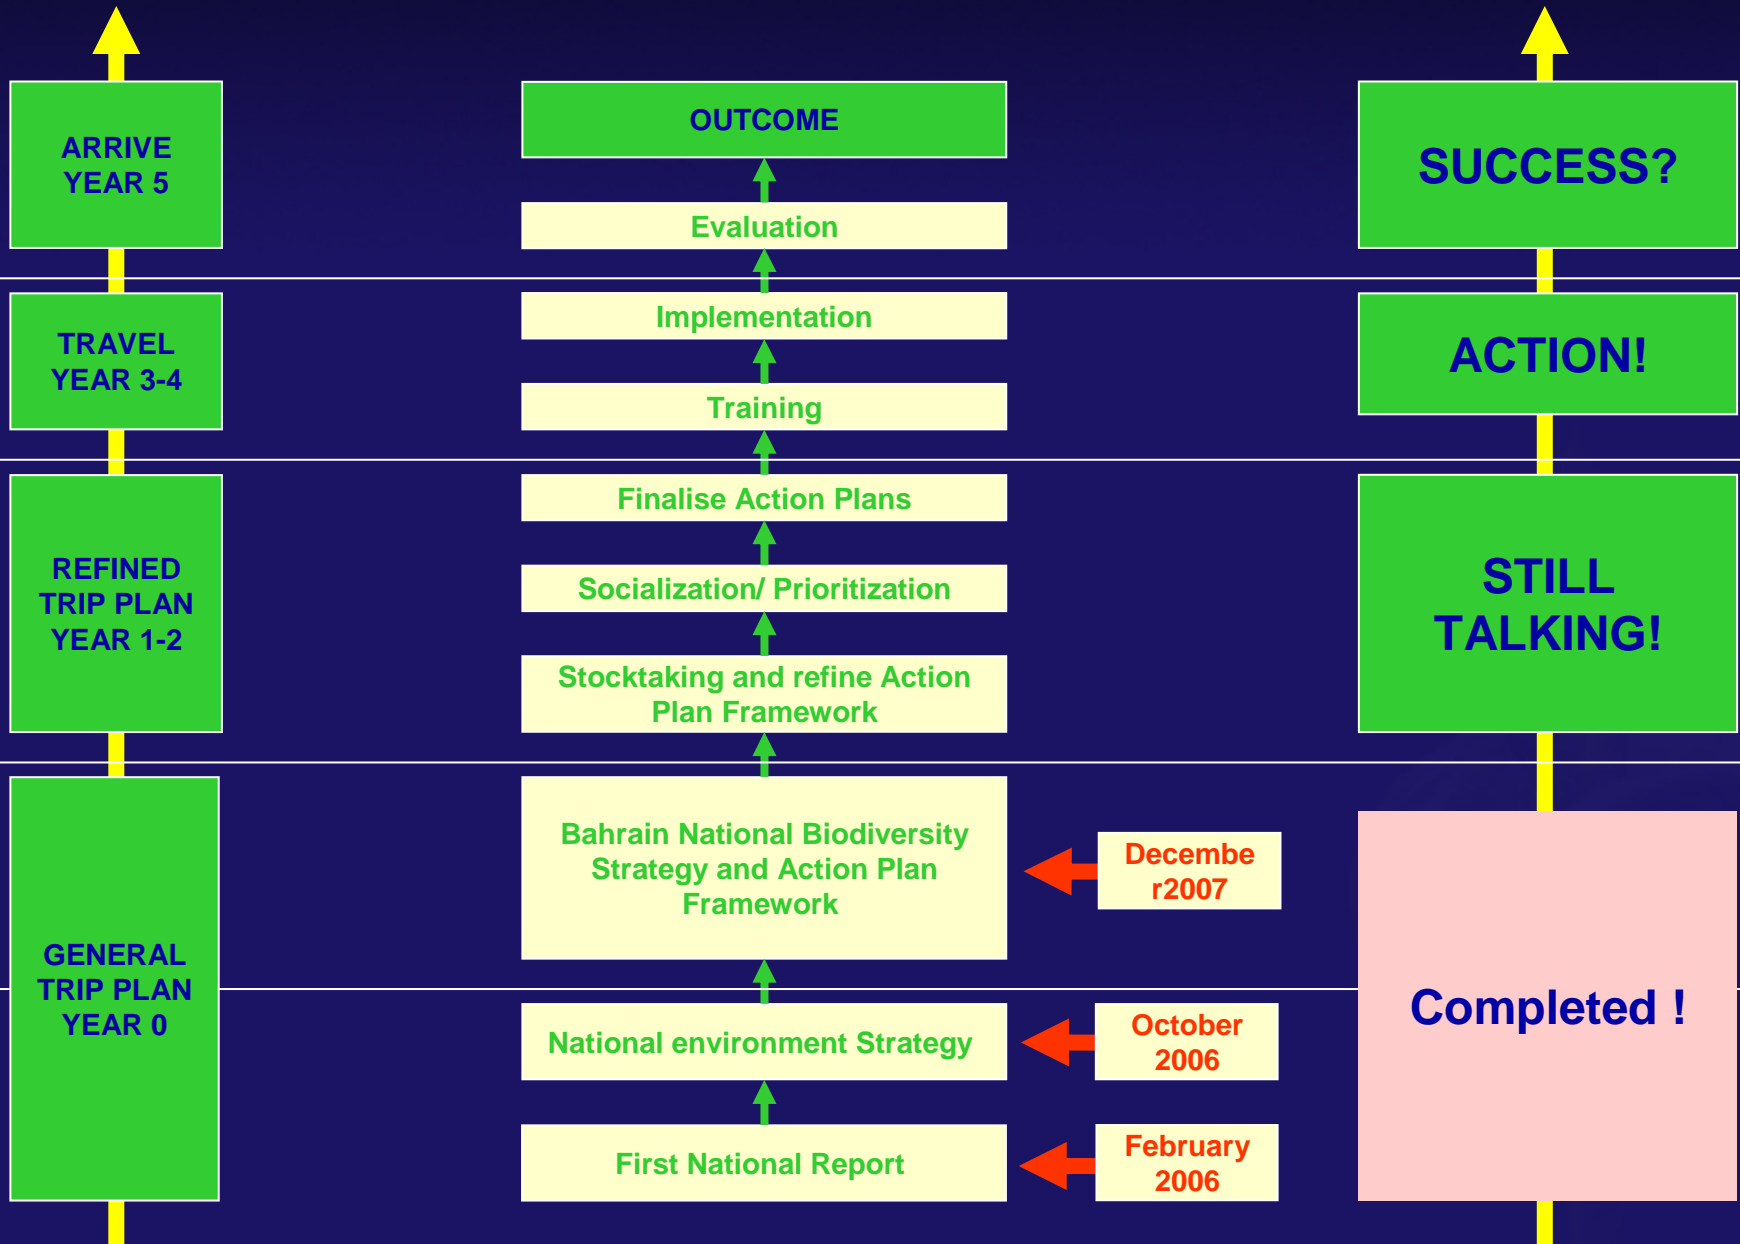 ARRIVE
YEAR 5
OUTCOME
Evaluation
SUCCESS?
TRAVEL
YEAR 3-4
Implementation
Training
ACTION!
REFINED
TRIP PLAN
YEAR 1-2
Finalise Action Plans
Socialization/ Prioritization
Stocktaking and refine Action
Plan Framework
STILL
TALKING!
GENERAL
TRIP PLAN
YEAR 0
Bahrain National Biodiversity
Strategy and Action Plan
Framework
Decembe
r2007
National environment Strategy
October
2006
First National Report
February
2006
Completed !